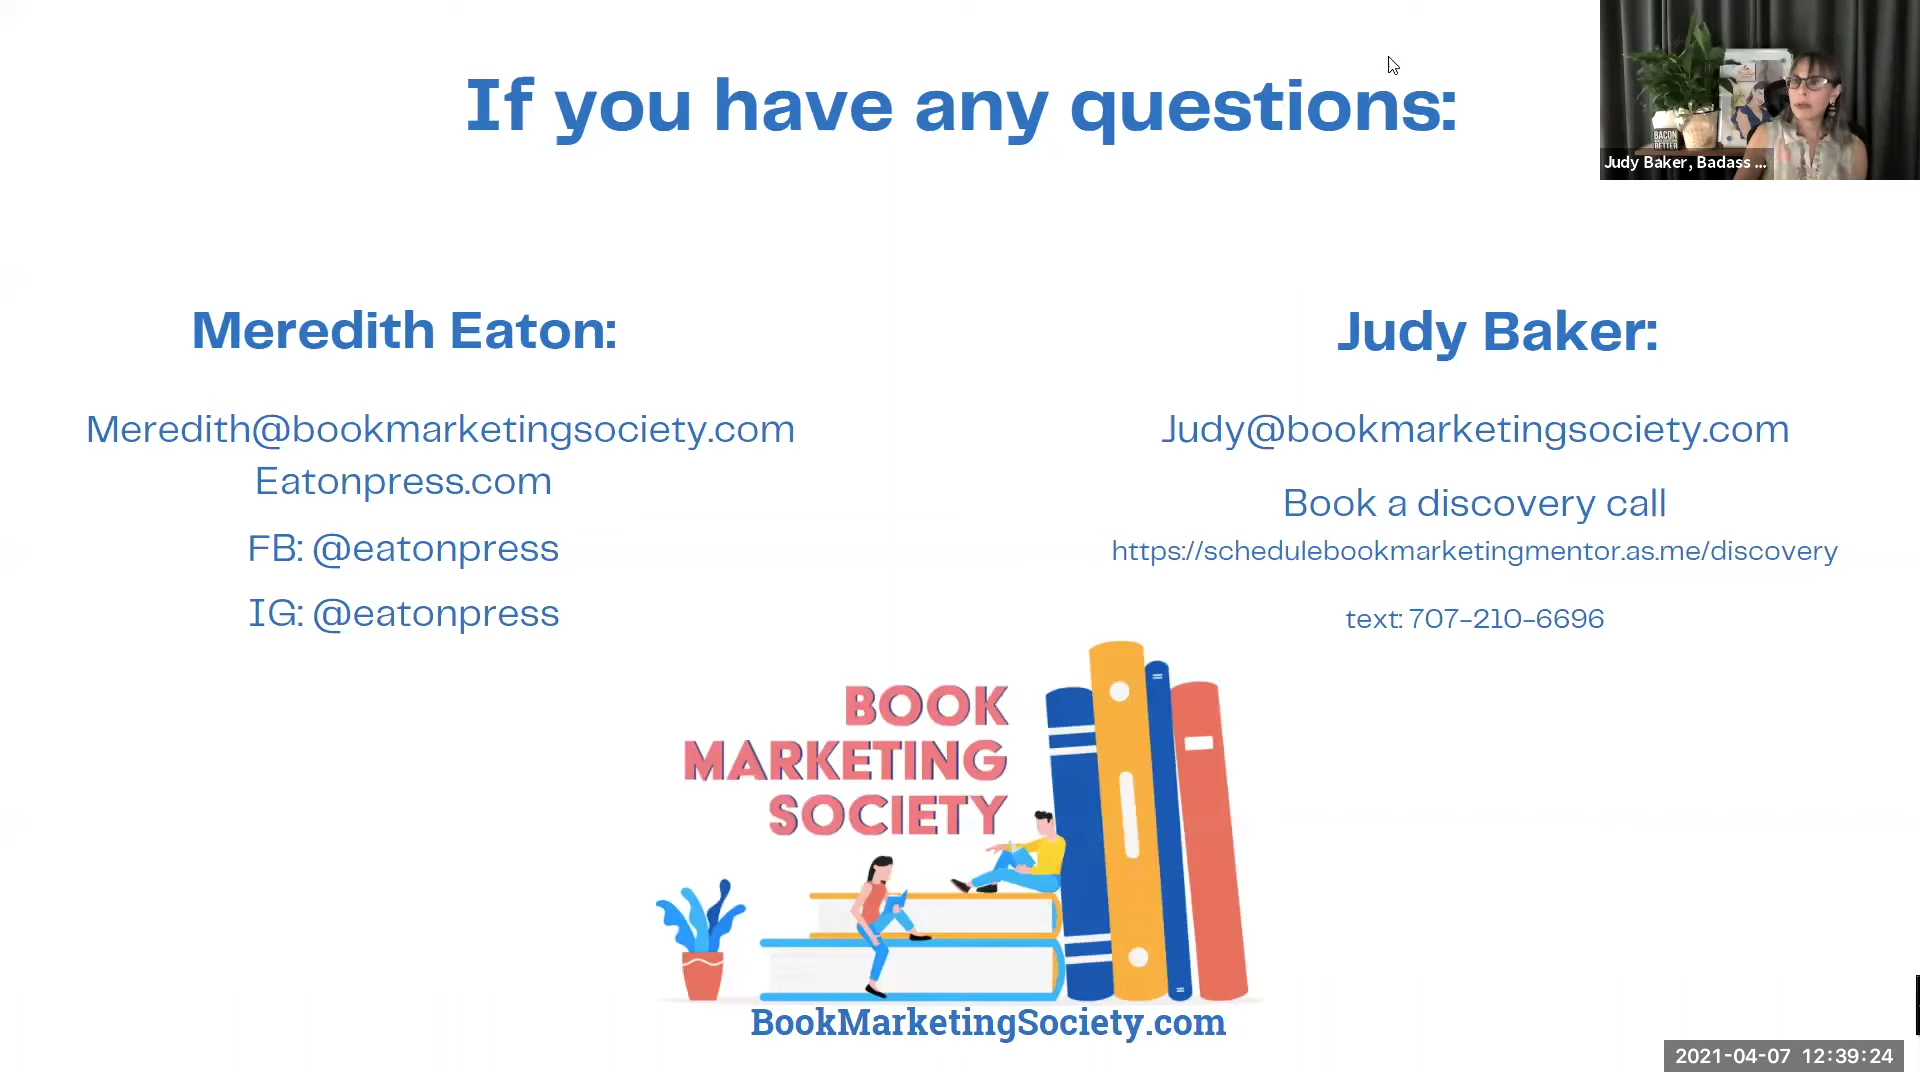 If you have any questions:
BACON
BETTER
Judy Baker, Badass ...
Meredith Eaton:
Meredith@bookmarketingsociety.com
Eatonpress.com
FB: @eatonpress
IG: @eatonpress
Judy Baker:
Judy@bookmarketingsociety.com
Book a discovery call
https://schedulebookmarketingmentor.as.me/discovery
text: 707-210-6696
BOOK
MARKETING
SOCIETY
BookMarketingSociety.com
2021-04-07 12:39:24